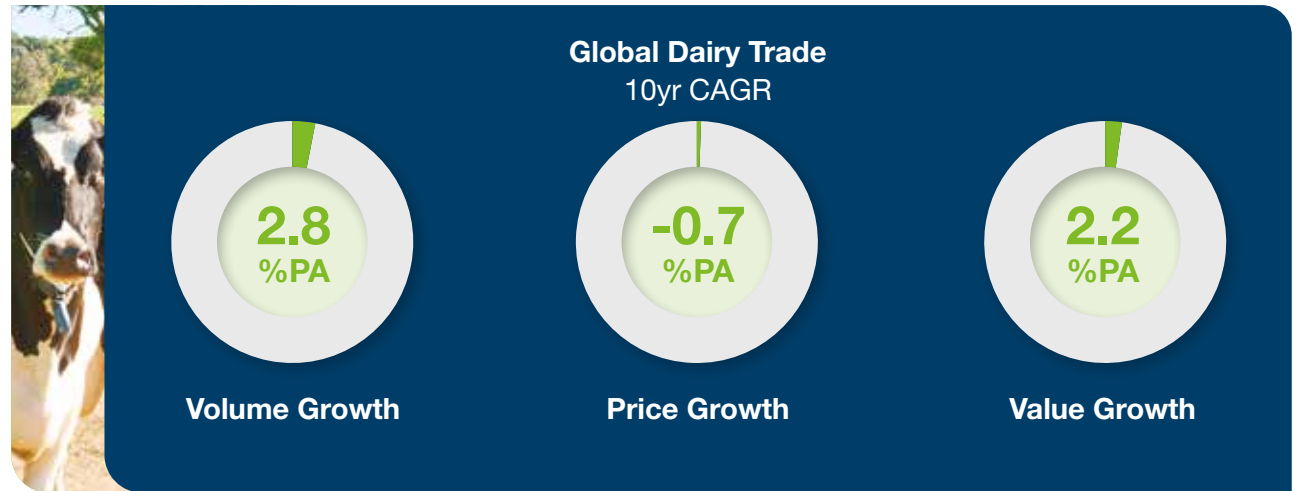 Global Dairy Trade
10yr CAGR
2.8
%PA
-0.7
%PA
2.2
%PA
Volume Growth
Price Growth
Value Growth